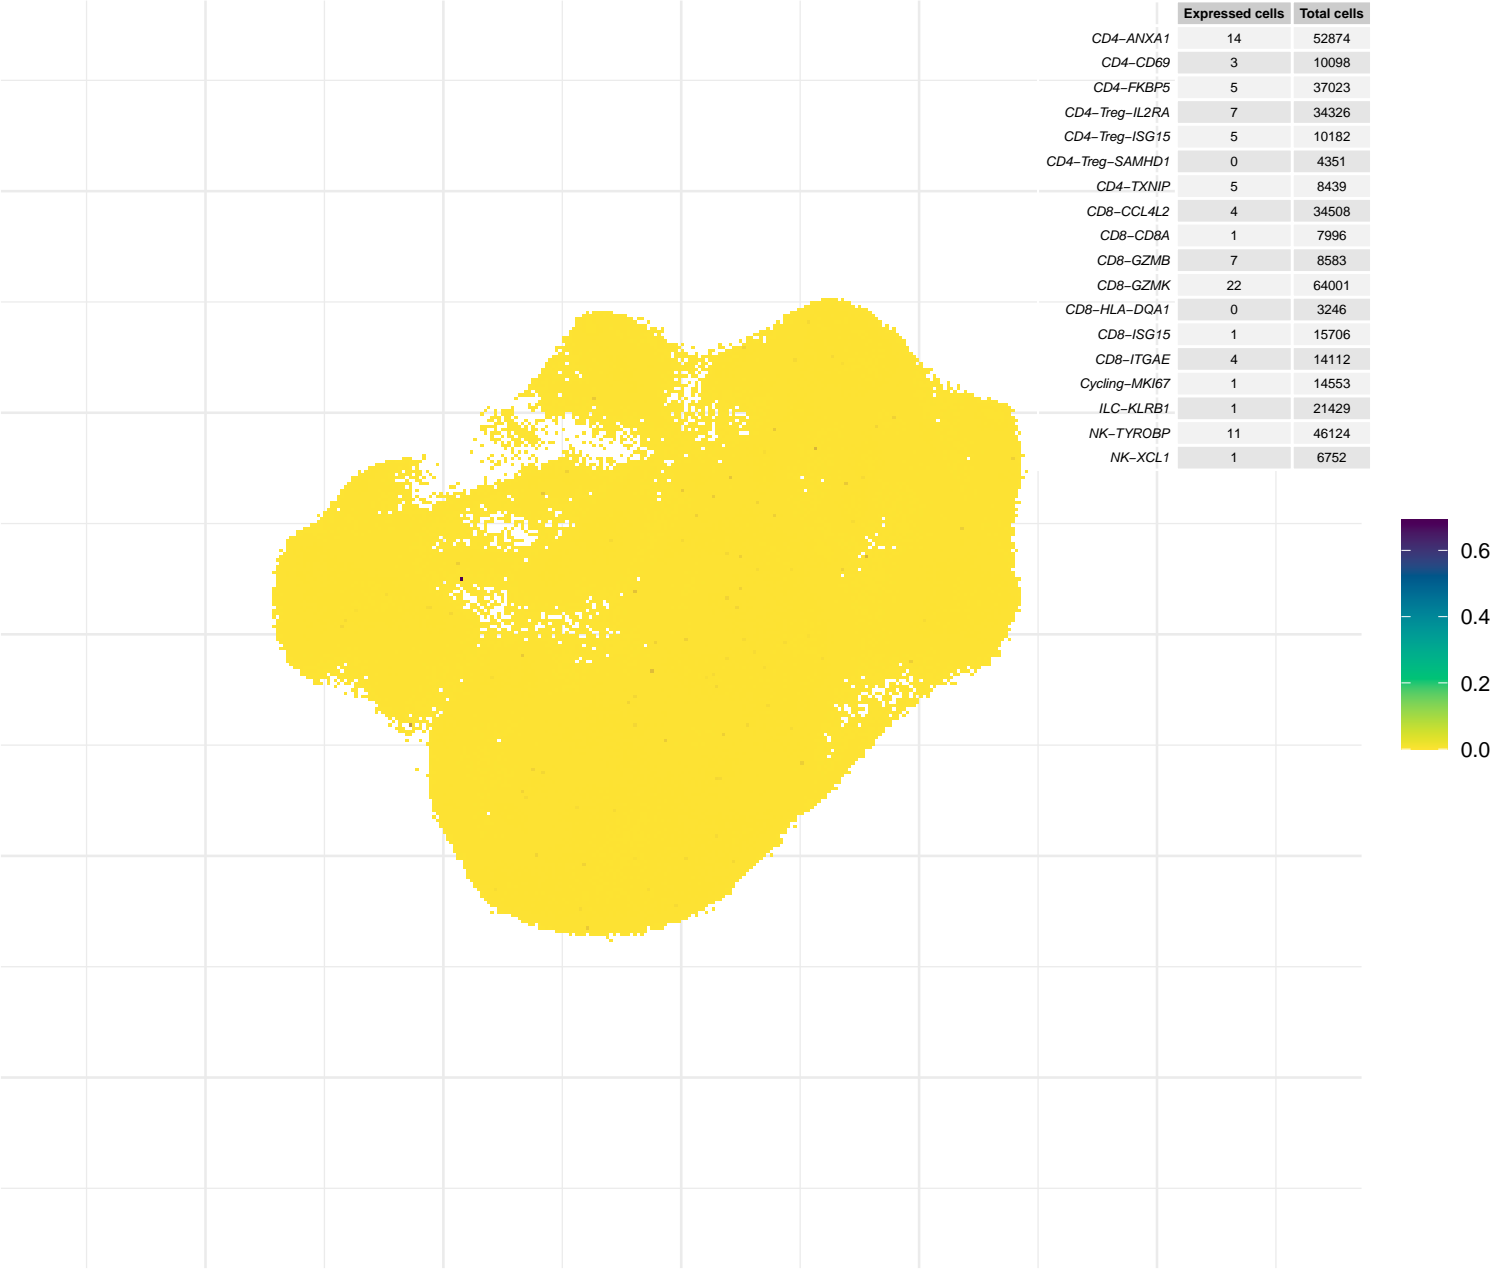 Expressed cells Total cells
CD4−ANXA1 14 52874
CD4−CD69 3 10098
CD4−FKBP5 5 37023
CD4−Treg−IL2RA 7 34326
CD4−Treg−ISG15 5 10182
CD4−Treg−SAMHD1 0 4351
CD4−TXNIP 5 8439
CD8−CCL4L2 4 34508
CD8−CD8A 1 7996
CD8−GZMB 7 8583
CD8−GZMK 22 64001
CD8−HLA−DQA1 0 3246
CD8−ISG15 1 15706
CD8−ITGAE 4 14112
Cycling−MKI67 1 14553
ILC−KLRB1 1 21429
NK−TYROBP 11 46124
NK−XCL1 1 6752
0.6
0.4
0.2
0.0